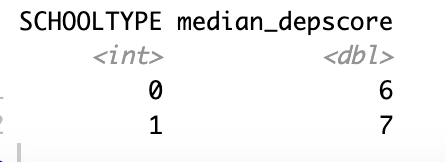 SCHOOLTYPE median_depscore
<int> <dbl>
0 6
1 7